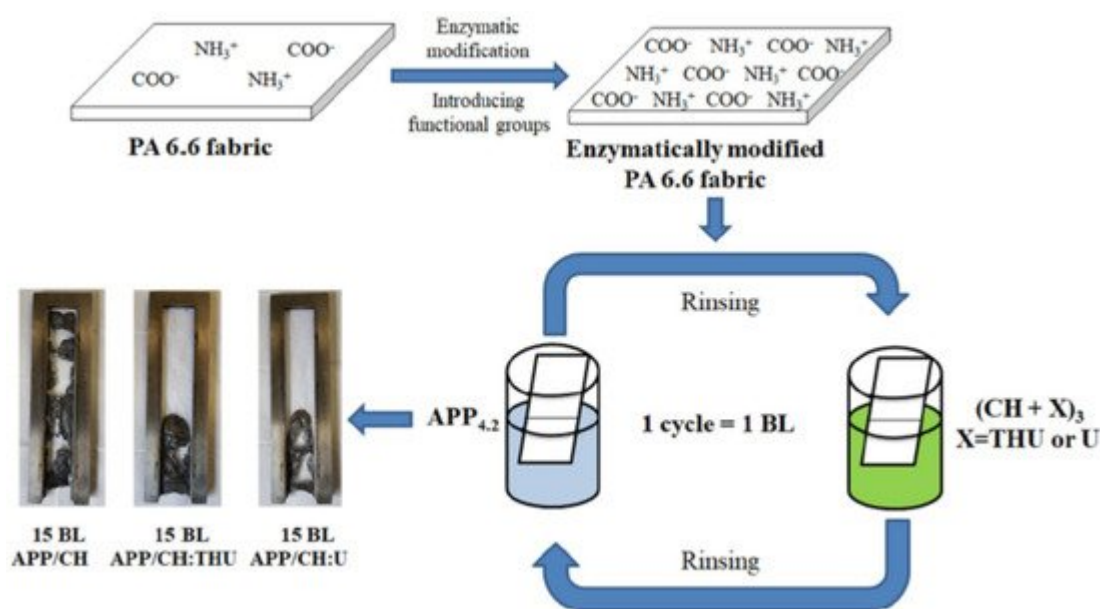 NH₃⁺ COO⁻
COO⁻ NH₃⁺
PA 6.6 fabric
Enzymatic
modification
Introducing
functional groups
COO⁻ NH₃⁺ COO⁻ NH₃⁺
NH₃⁺ COO⁻ NH₃⁺ COO⁻
COO⁻ NH₃⁺ COO⁻ NH₃⁺
Enzymatically modified
PA 6.6 fabric
Rinsing
APP₄.₂
1 cycle = 1 BL
(CH + X)₃
X=THU or U
Rinsing
15 BL
APP/CH
15 BL
APP/CH:THU
15 BL
APP/CH:U